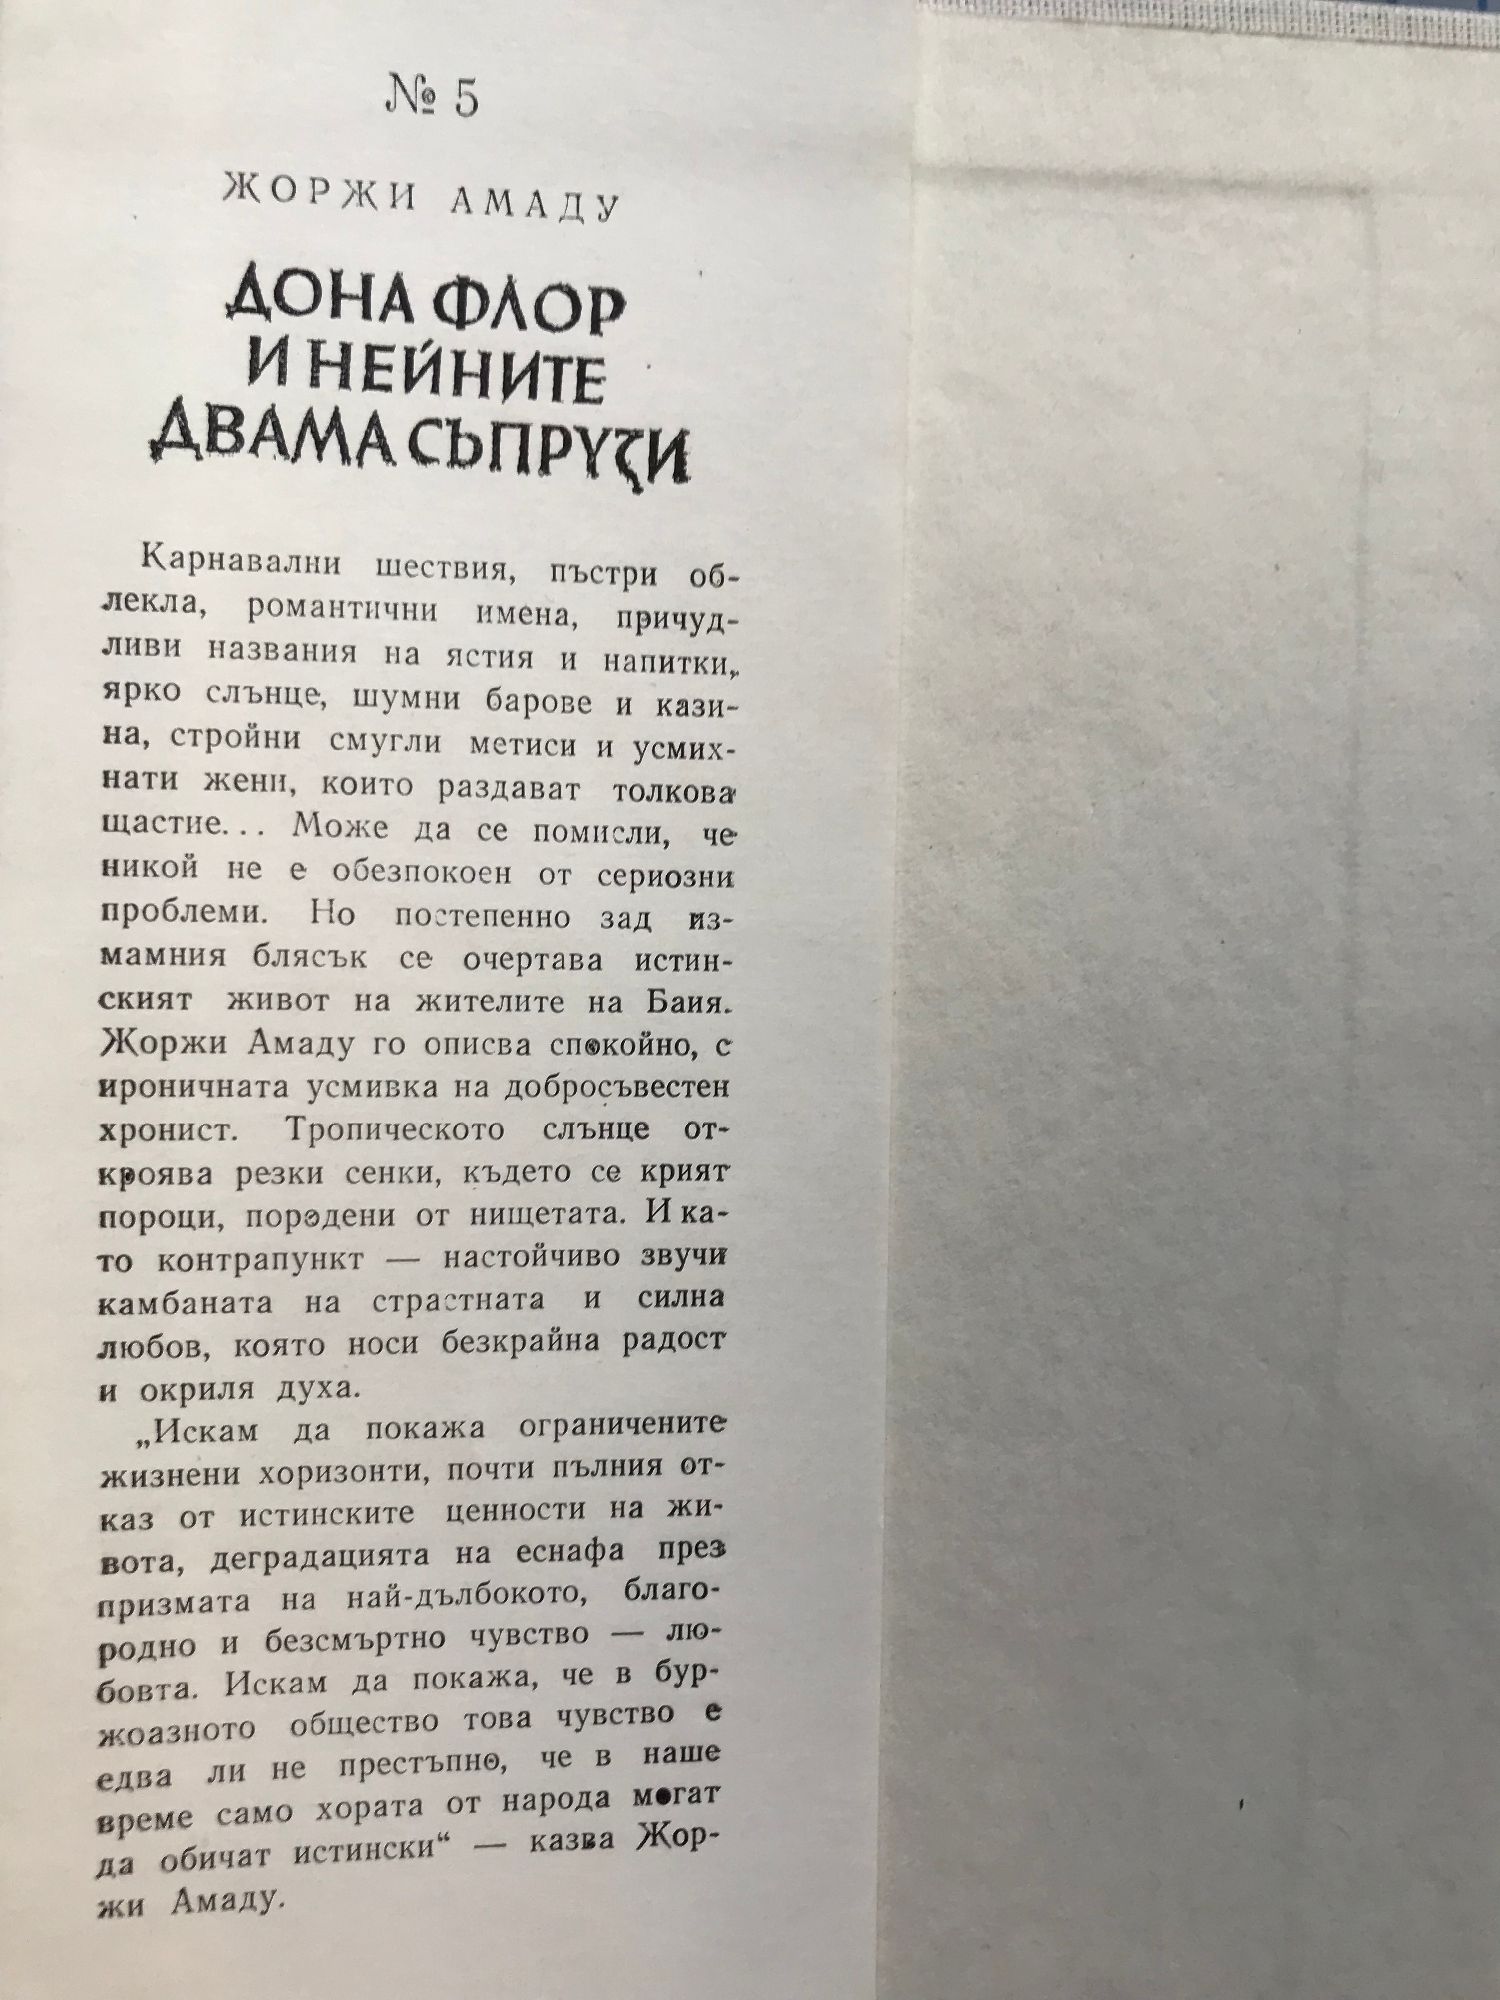 № 5
ЖОРЖИ АМАДУ
ДОНА ФЛОР
И НЕЙНИТЕ
ДВАМА СЪПРУЗИ
Карнавални шествия, пъстри об-
лекла, романтични имена, причуд-
ливи названия на ястия и напитки,
ярко слънце, шумни барове и кази-
на, стройни смугли метиси и усмих-
нати жени, които раздават толкова
щастие... Може да се помисли, че
никой не е обезпокоен от сериозни
проблеми. Но постепенно зад из-
мамния блясък се очертава истин-
ският живот на жителите на Баия.
Жоржи Амаду го описва спокойно, с
ироничната усмивка на добросъвестен
хронист. Тропическото слънце от-
кроява резки сенки, където се крият
пороци, породени от нищетата. И ка-
то контрапункт — настойчиво звучи
камбаната на страстната и силна
любов, която носи безкрайна радост
и окриля духа.
„Искам да покажа ограничените
жизнени хоризонти, почти пълния от-
каз от истинските ценности на жи-
вота, деградацията на еснафа през
призмата на най-дълбокото, благо-
родно и безсмъртно чувство — лю-
бовта. Искам да покажа, че в бур-
жоазното общество това чувство е
едва ли не престъпно, че в наше
време само хората от народа могат
да обичат истински“ — казва Жор-
жи Амаду.